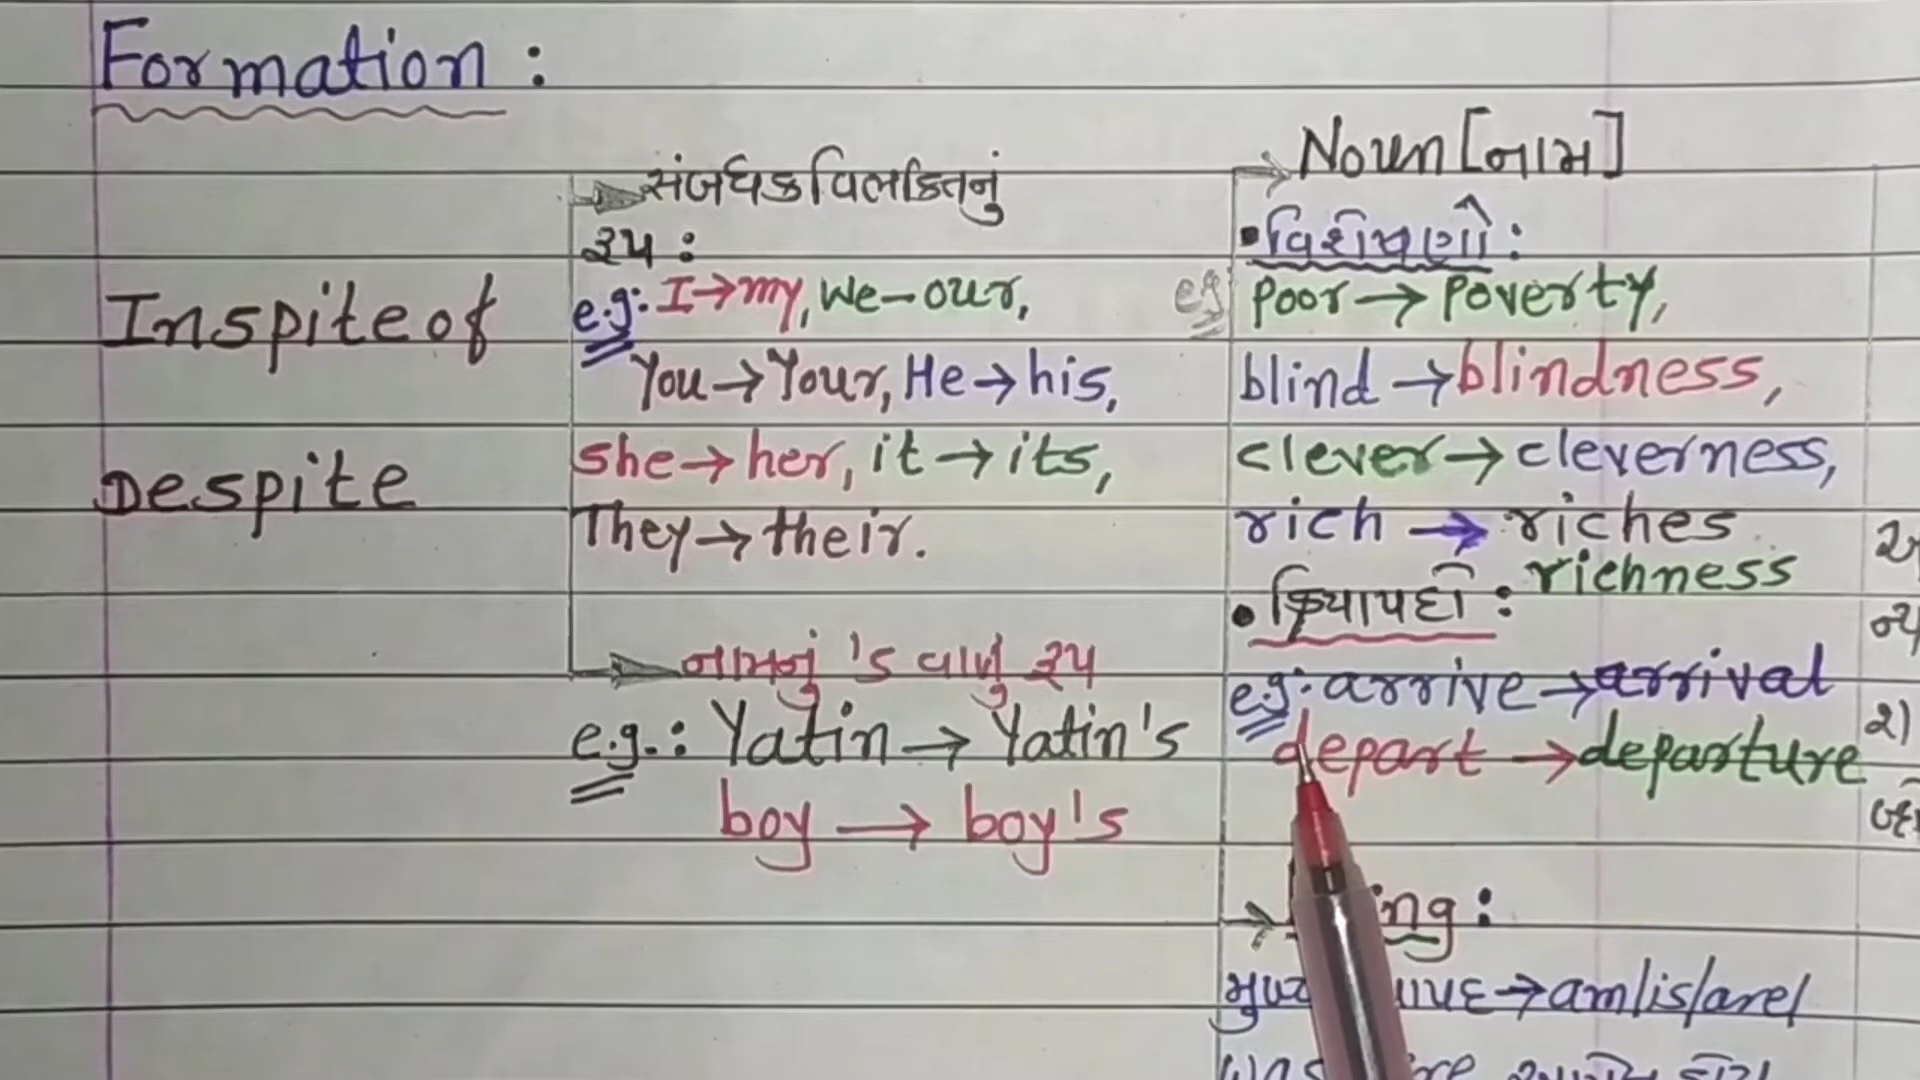 Formation :
Inspite of
Despite
સંબંધક વિભક્તિનું
રૂપ :
e.g: I→my, We–our,
You→Your, He→his,
she→her, it→its,
They→their.
નામનું 's વાળું રૂપ
e.g.: Yatin→Yatin's
boy→boy's
Noun [નામ]
•વિશેષણો :
eg poor→poverty,
blind→blindness,
clever→cleverness,
rich→riches
richness
•ક્રિયાપદો :
e.g: arrive→arrival
depart→departure
ing :
→am/is/are/